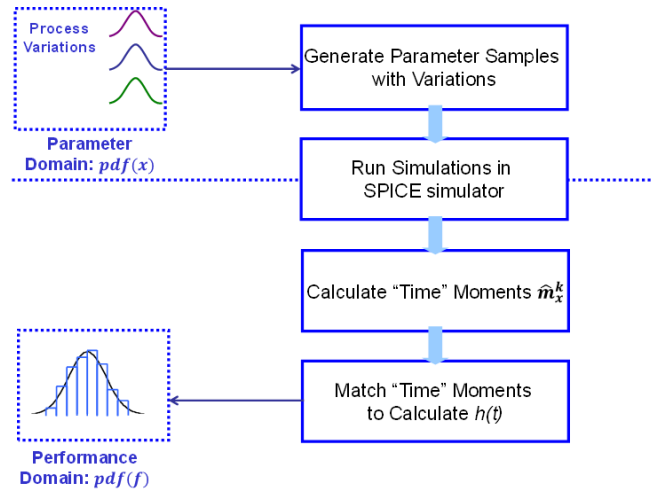 Process
Variations
Generate Parameter Samples
with Variations
Parameter
Domain: pdf(x)
Run Simulations in
SPICE simulator
Calculate “Time” Moments m̂ₓᵏ
Match “Time” Moments
to Calculate h(t)
Performance
Domain: pdf(f)